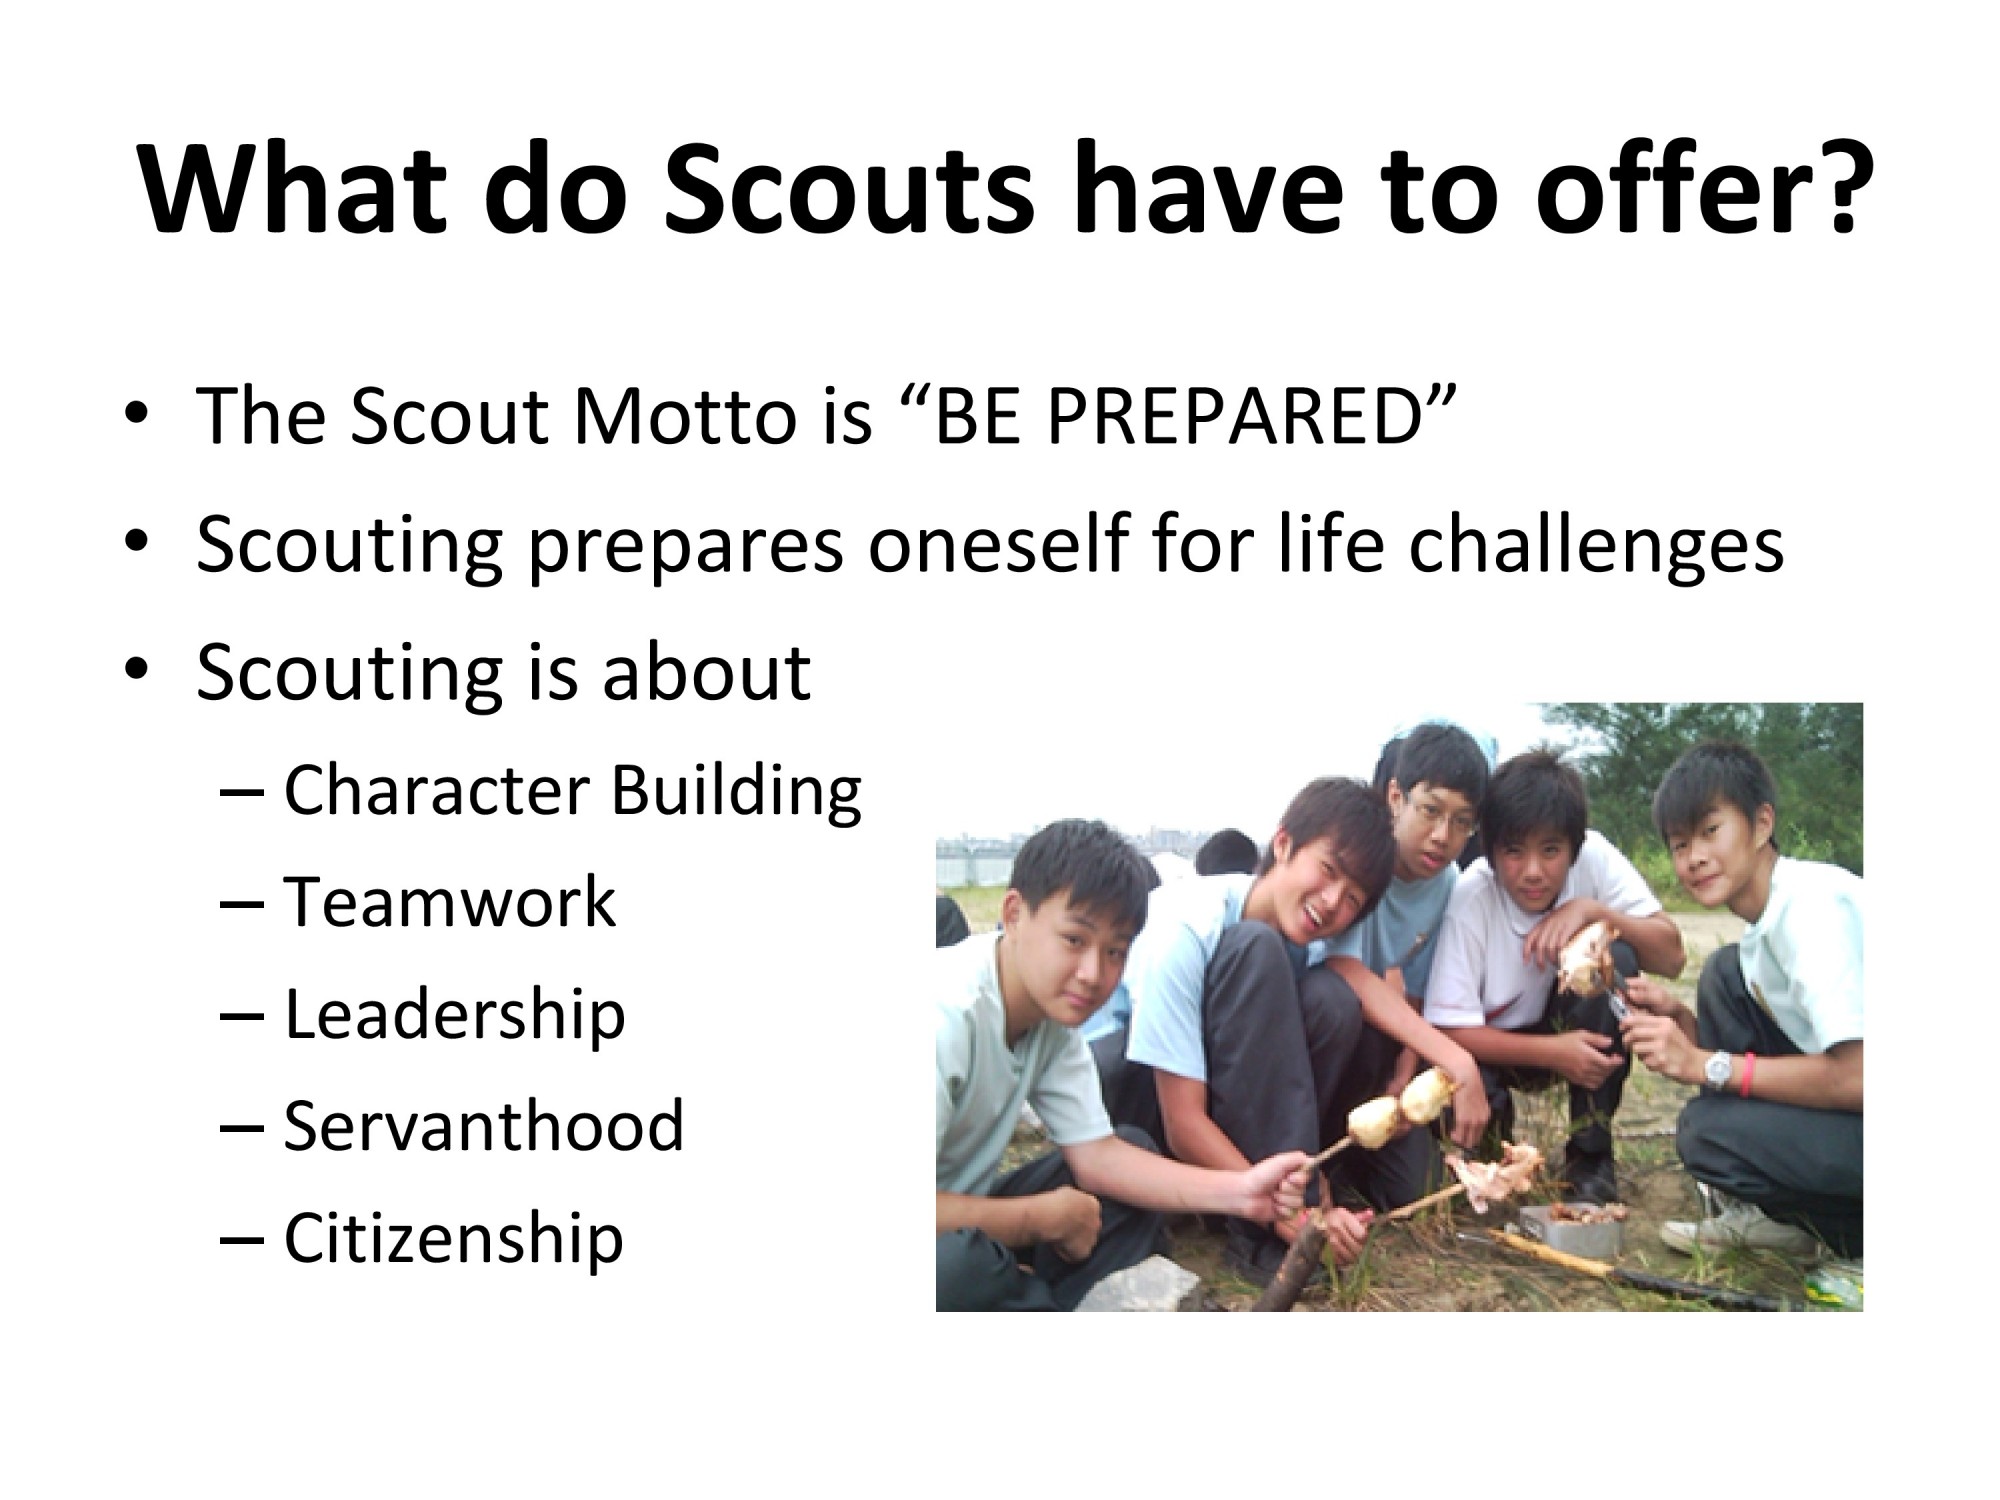 What do Scouts have to offer?
• The Scout Motto is “BE PREPARED”
• Scouting prepares oneself for life challenges
• Scouting is about
– Character Building
– Teamwork
– Leadership
– Servanthood
– Citizenship